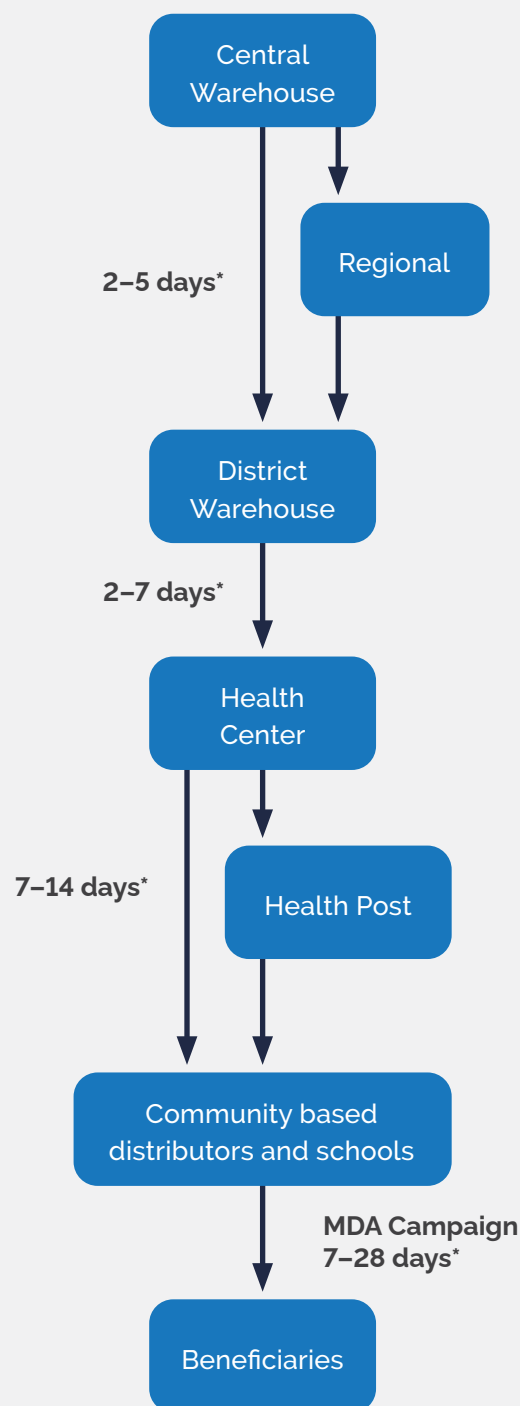 Central
Warehouse
Regional
2–5 days*
District
Warehouse
2–7 days*
Health
Center
7–14 days*
Health Post
Community based
distributors and schools
MDA Campaign
7–28 days*
Beneficiaries